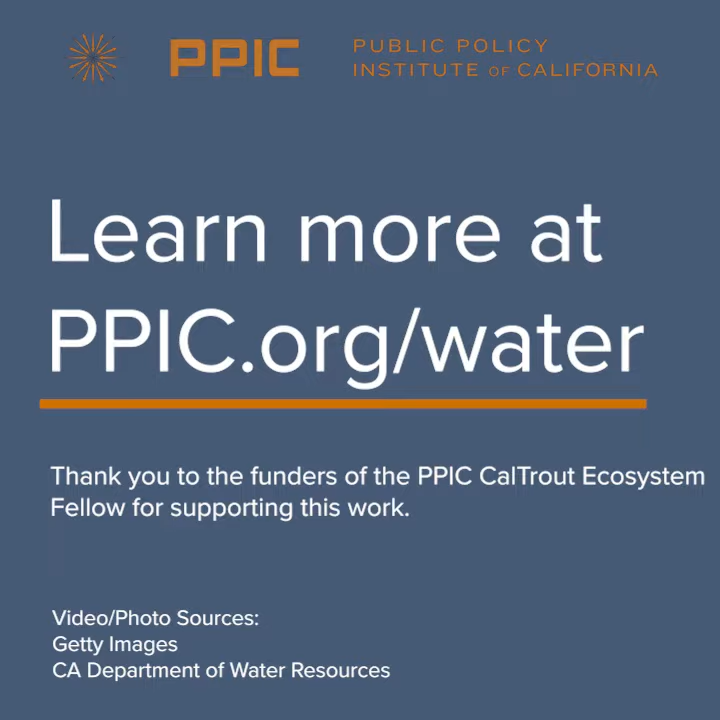 PPIC
PUBLIC POLICY
INSTITUTE OF CALIFORNIA
Learn more at
PPIC.org/water
Thank you to the funders of the PPIC CalTrout Ecosystem
Fellow for supporting this work.
Video/Photo Sources:
Getty Images
CA Department of Water Resources